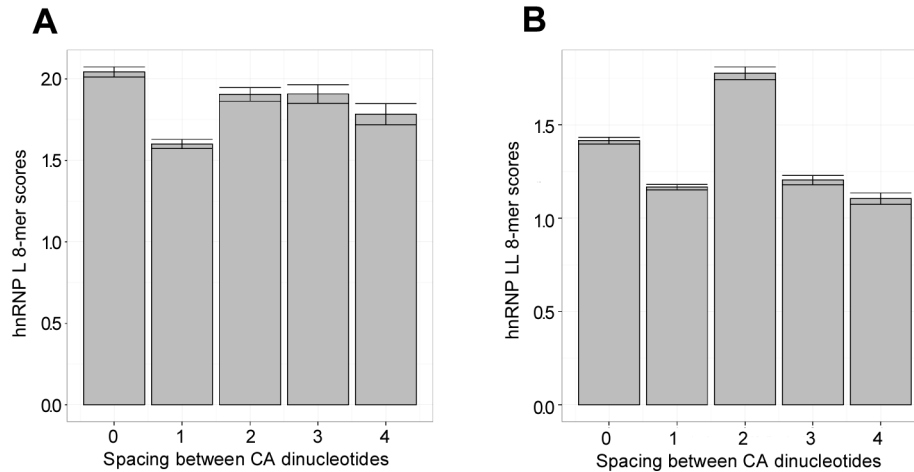 A
hnRNP L 8-mer scores
2.0
1.5
1.0
0.5
0.0
0 1 2 3 4
Spacing between CA dinucleotides
B
hnRNP LL 8-mer scores
1.5
1.0
0.5
0.0
0 1 2 3 4
Spacing between CA dinucleotides